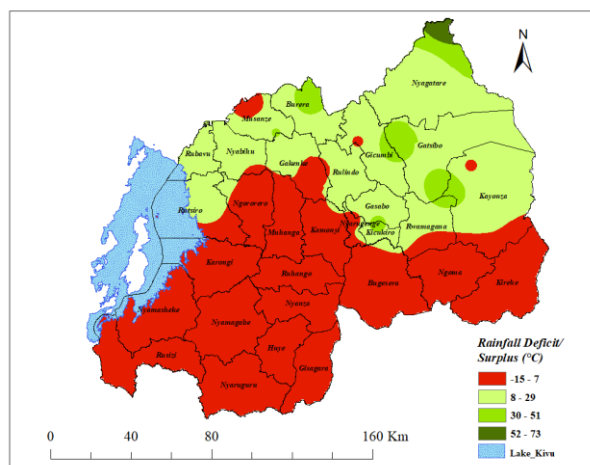 N
Nyagatare
Burera
Musanze
Gicumbi
Gatsibo
Rubavu
Nyabihu
Gakenke
Rulindo
Kayonza
Gasabo
Rutsiro
Ngororero
Muhanga
Kamonyi
Nyarugenge
Kicukiro
Rwamagana
Karongi
Ruhango
Bugesera
Ngoma
Kirehe
Nyamasheke
Nyamagabe
Nyanza
Huye
Rusizi
Gisagara
Nyaruguru
Rainfall Deficit/
Surplus (°C)
-15 - 7
8 - 29
30 - 51
52 - 73
Lake_Kivu
0 40 80 160 Km